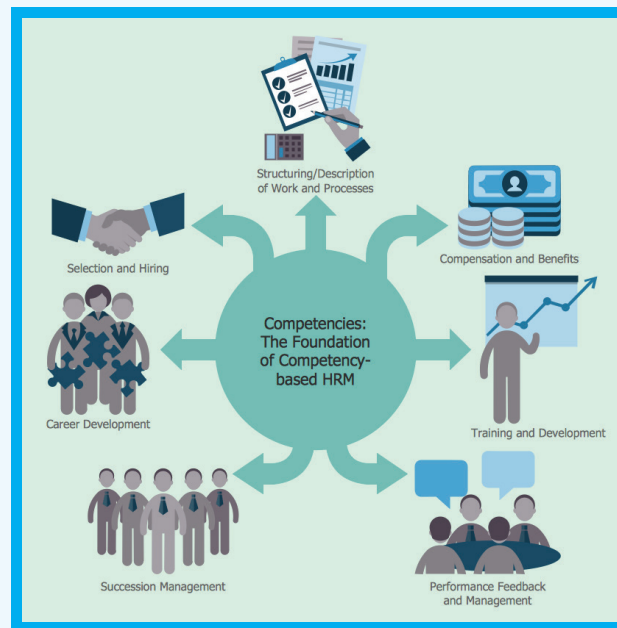 Structuring/Description
of Work and Processes
Selection and Hiring
Compensation and Benefits
Competencies:
The Foundation
of Competency-
based HRM
Career Development
Training and Development
Succession Management
Performance Feedback
and Management